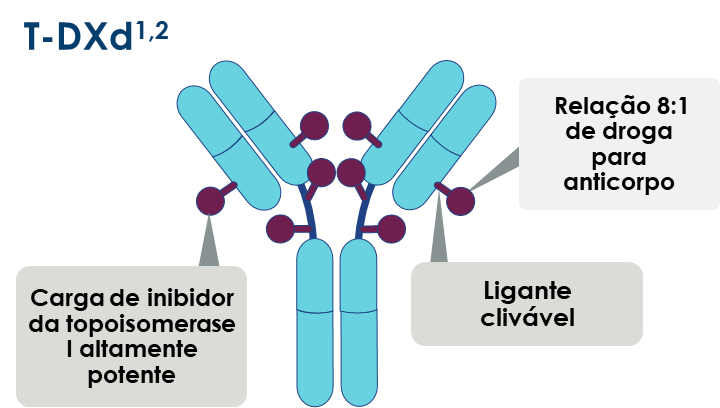 T-DXd1,2
Relação 8:1
de droga
para
anticorpo
Carga de inibidor
da topoisomerase
I altamente
potente
Ligante
clivável